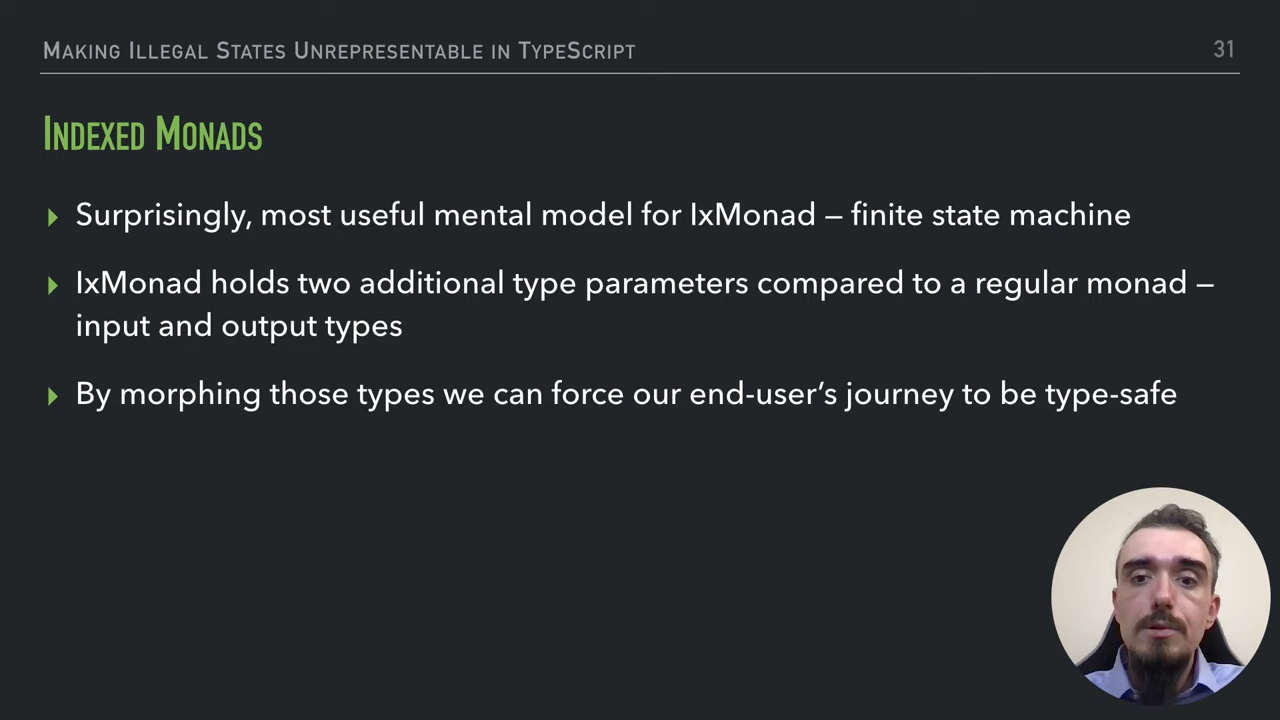 Making Illegal States Unrepresentable in TypeScript
31
Indexed Monads
Surprisingly, most useful mental model for IxMonad – finite state machine
IxMonad holds two additional type parameters compared to a regular monad –
input and output types
By morphing those types we can force our end-user’s journey to be type-safe